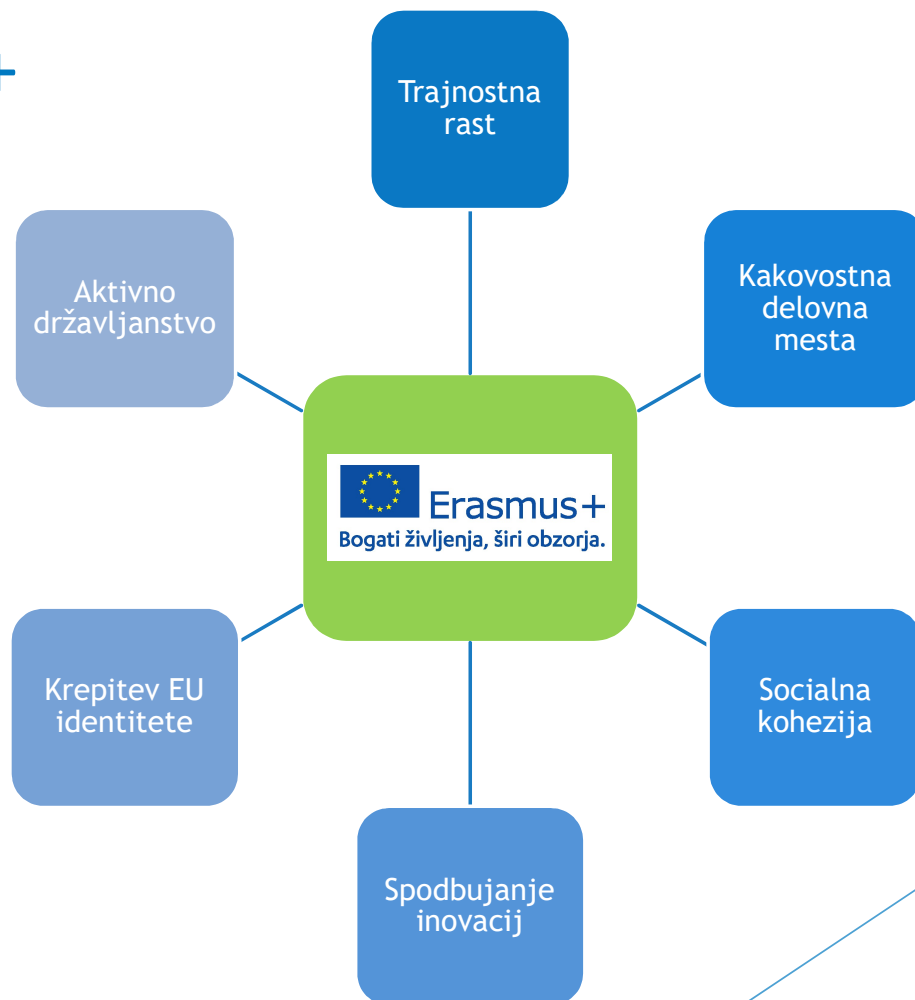 +
Trajnostna
rast
Kakovostna
delovna
mesta
Socialna
kohezija
Spodbujanje
inovacij
Krepitev EU
identitete
Aktivno
državljanstvo
Erasmus+
Bogati življenja, širi obzorja.